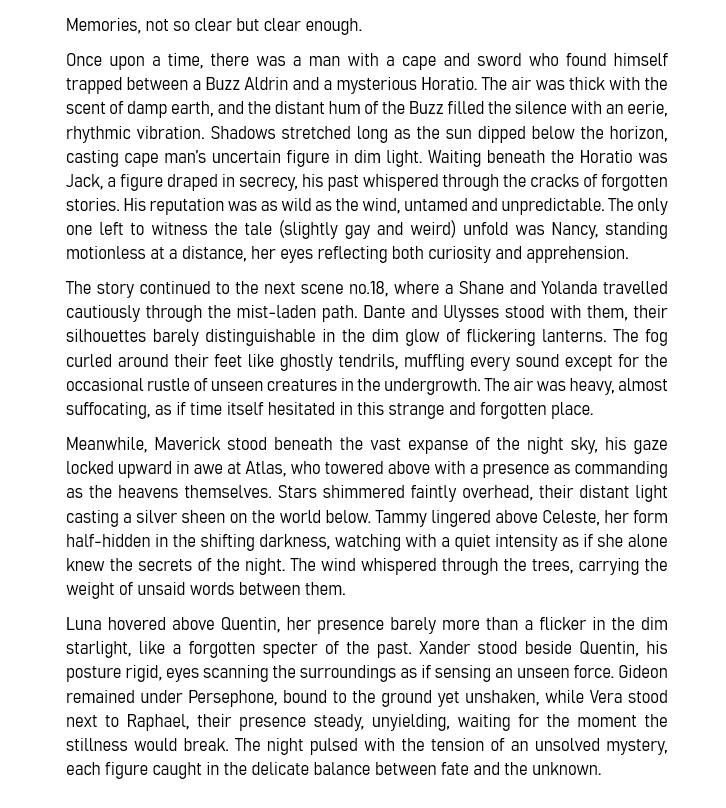 Memories, not so clear but clear enough.
Once upon a time, there was a man with a cape and sword who found himself
trapped between a Buzz Aldrin and a mysterious Horatio. The air was thick with the
scent of damp earth, and the distant hum of the Buzz filled the silence with an eerie,
rhythmic vibration. Shadows stretched long as the sun dipped below the horizon,
casting cape man's uncertain figure in dim light. Waiting beneath the Horatio was
Jack, a figure draped in secrecy, his past whispered through the cracks of forgotten
stories. His reputation was as wild as the wind, untamed and unpredictable. The only
one left to witness the tale (slightly gay and weird) unfold was Nancy, standing
motionless at a distance, her eyes reflecting both curiosity and apprehension.
The story continued to the next scene no.18, where a Shane and Yolanda travelled
cautiously through the mist-laden path. Dante and Ulysses stood with them, their
silhouettes barely distinguishable in the dim glow of flickering lanterns. The fog
curled around their feet like ghostly tendrils, muffling every sound except for the
occasional rustle of unseen creatures in the undergrowth. The air was heavy, almost
suffocating, as if time itself hesitated in this strange and forgotten place.
Meanwhile, Maverick stood beneath the vast expanse of the night sky, his gaze
locked upward in awe at Atlas, who towered above with a presence as commanding
as the heavens themselves. Stars shimmered faintly overhead, their distant light
casting a silver sheen on the world below. Tammy lingered above Celeste, her form
half-hidden in the shifting darkness, watching with a quiet intensity as if she alone
knew the secrets of the night. The wind whispered through the trees, carrying the
weight of unsaid words between them.
Luna hovered above Quentin, her presence barely more than a flicker in the dim
starlight, like a forgotten specter of the past. Xander stood beside Quentin, his
posture rigid, eyes scanning the surroundings as if sensing an unseen force. Gideon
remained under Persephone, bound to the ground yet unshaken, while Vera stood
next to Raphael, their presence steady, unyielding, waiting for the moment the
stillness would break. The night pulsed with the tension of an unsolved mystery,
each figure caught in the delicate balance between fate and the unknown.